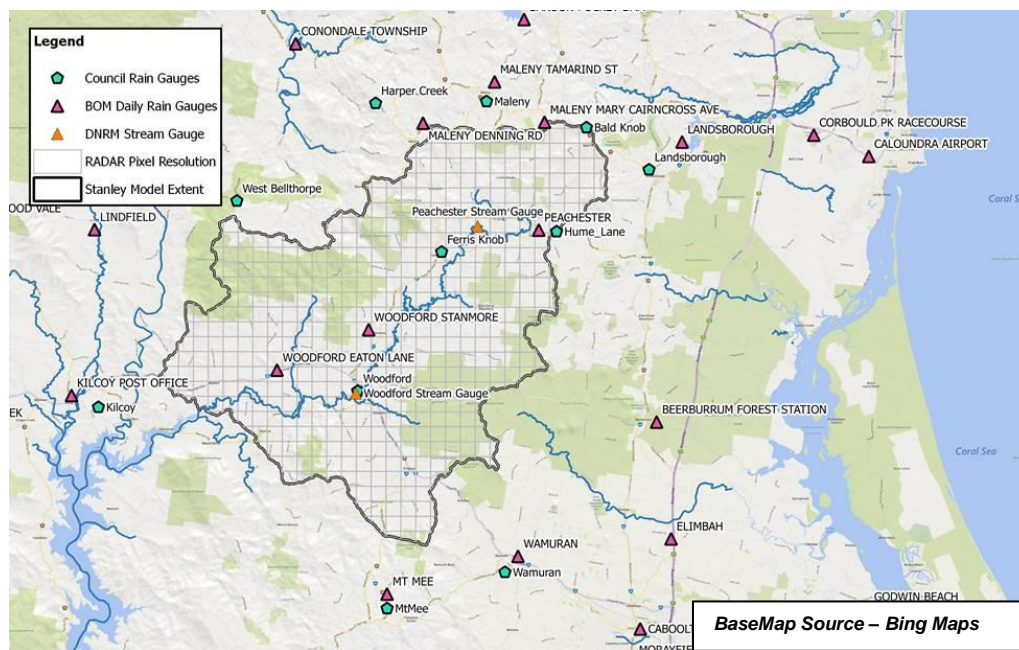 Legend
Council Rain Gauges
BOM Daily Rain Gauges
DNRM Stream Gauge
RADAR Pixel Resolution
Stanley Model Extent
CONONDALE TOWNSHIP
MALENY TAMARIND ST
Harper.Creek
Maleny
MALENY DENNING RD
MALENY MARY CAIRNCROSS AVE
Bald Knob
LANDSBOROUGH
CORBOULD PK RACECOURSE
CALOUNDRA AIRPORT
Landsborough
West Bellthorpe
Coral S
LINDFIELD
Peachester Stream Gauge
PEACHESTER
Hume_Lane
Ferris Knob
WOODFORD STANMORE
WOODFORD EATON LANE
Woodford
Woodford Stream Gauge
KILCOY POST OFFICE
Kilcoy
EEK
BEERBURRUM FOREST STATION
Coral Sea
ELIMBAH
WAMURAN
Wamuran
MT MEE
MtMee
GODWIN BEACH
CABOOLT
BaseMap Source – Bing Maps